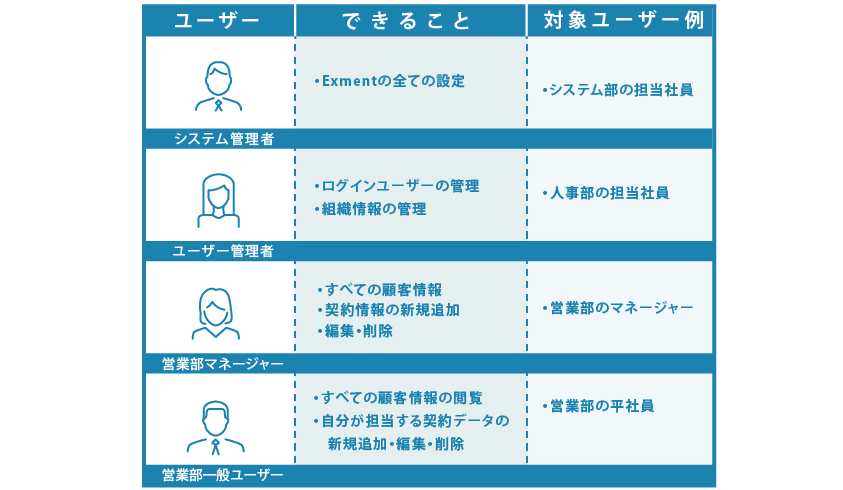 ユーザー
できること
対象ユーザー例
・Exmentの全ての設定
・システム部の担当社員
システム管理者
・ログインユーザーの管理
・組織情報の管理
・人事部の担当社員
ユーザー管理者
・すべての顧客情報
・契約情報の新規追加
・編集・削除
・営業部のマネージャー
営業部マネージャー
・すべての顧客情報の閲覧
・自分が担当する契約データの
新規追加・編集・削除
・営業部の平社員
営業部一般ユーザー